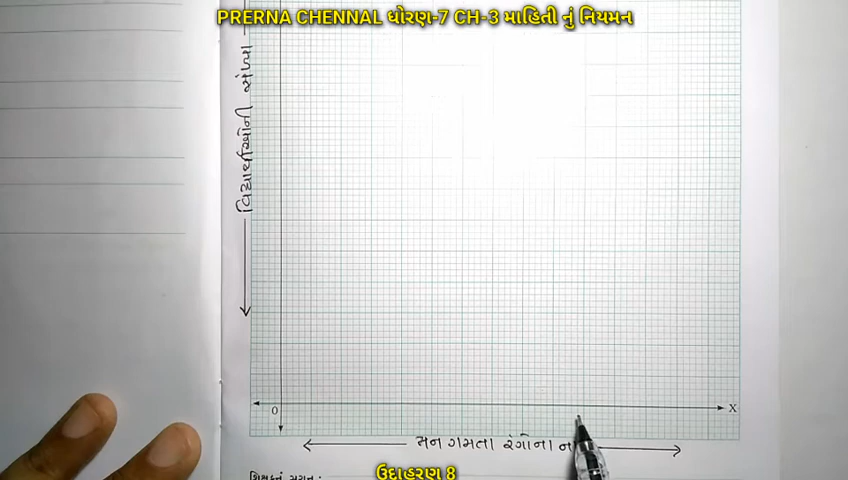 PRERNA CHENNAL ધોરણ-7 CH-3 માહિતી નું નિયમન
વિદ્યાર્થીઓની સંખ્યા
0
X
મન ગમતા રંગોના
ઉદાહરણ 8